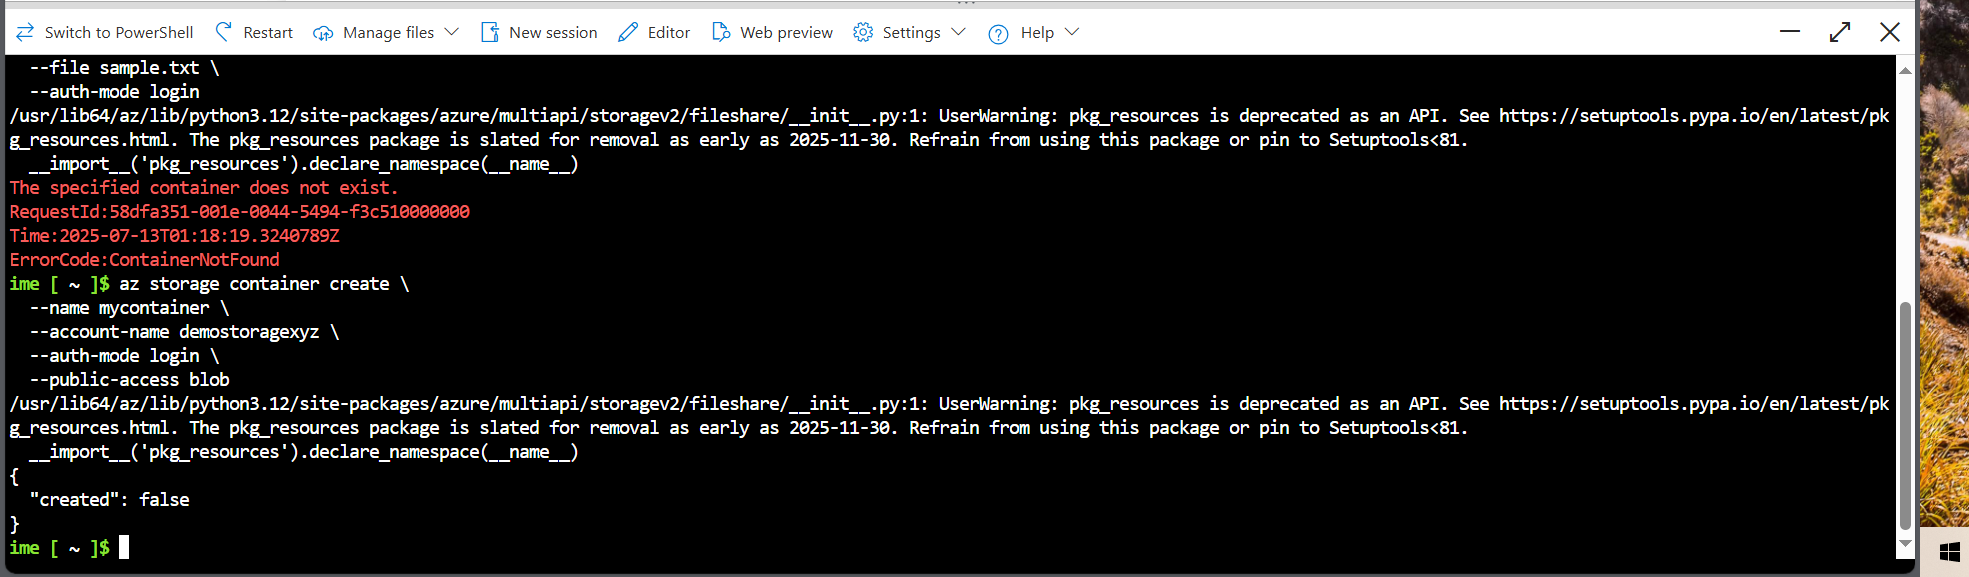 Switch to PowerShell Restart Manage files New session Editor Web preview Settings Help
--file sample.txt \
--auth-mode login
/usr/lib64/az/lib/python3.12/site-packages/azure/multiapi/storagev2/fileshare/__init__.py:1: UserWarning: pkg_resources is deprecated as an API. See https://setuptools.pypa.io/en/latest/pk
g_resources.html. The pkg_resources package is slated for removal as early as 2025-11-30. Refrain from using this package or pin to Setuptools<81.
__import__('pkg_resources').declare_namespace(__name__)
The specified container does not exist.
RequestId:58dfa351-001e-0044-5494-f3c510000000
Time:2025-07-13T01:18:19.3240789Z
ErrorCode:ContainerNotFound
ime [ ~ ]$ az storage container create \
--name mycontainer \
--account-name demostoragexyz \
--auth-mode login \
--public-access blob
/usr/lib64/az/lib/python3.12/site-packages/azure/multiapi/storagev2/fileshare/__init__.py:1: UserWarning: pkg_resources is deprecated as an API. See https://setuptools.pypa.io/en/latest/pk
g_resources.html. The pkg_resources package is slated for removal as early as 2025-11-30. Refrain from using this package or pin to Setuptools<81.
__import__('pkg_resources').declare_namespace(__name__)
{
"created": false
}
ime [ ~ ]$